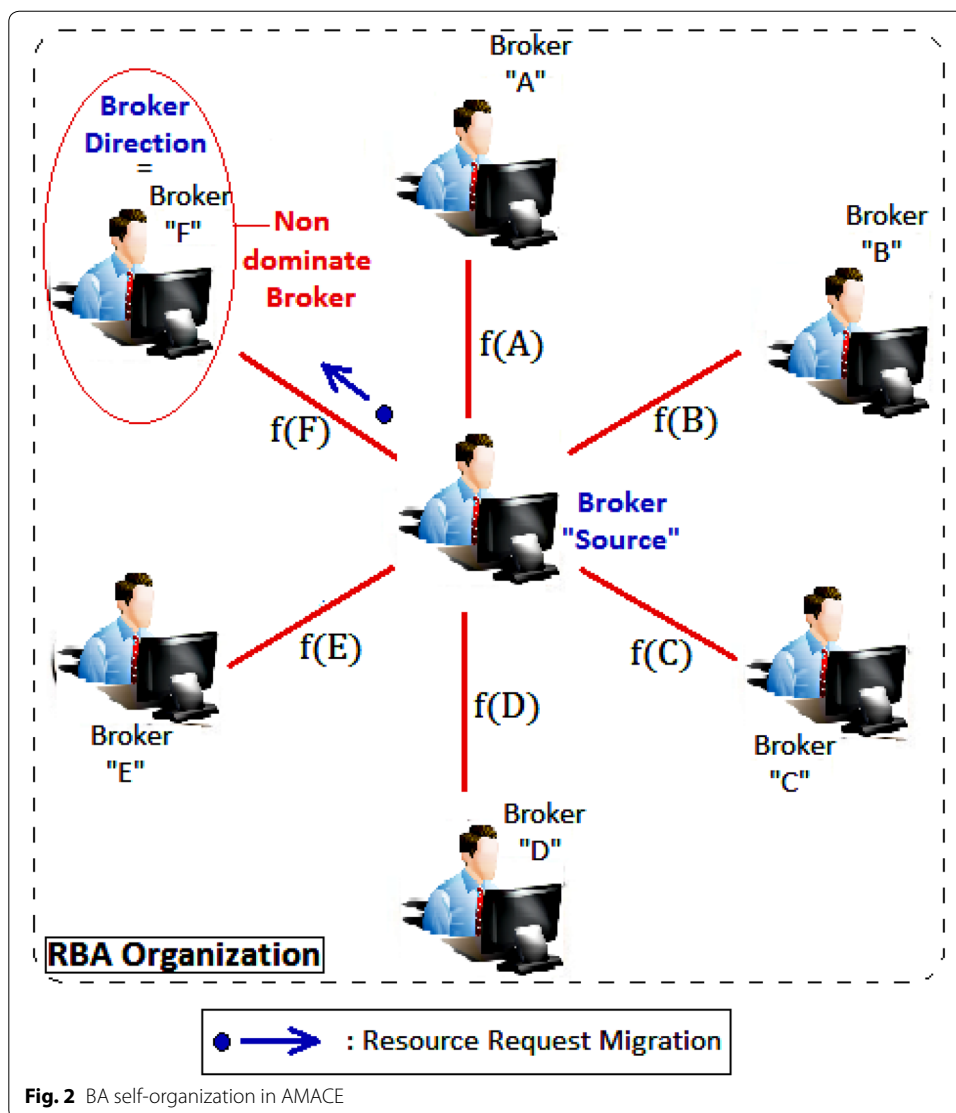 Broker
"A"
Broker
Direction
=
Broker
"F"
Non
dominate
Broker
Broker
"B"
f(A)
f(B)
f(F)
Broker
"Source"
f(E)
f(C)
f(D)
Broker
"E"
Broker
"C"
Broker
"D"
RBA Organization
: Resource Request Migration
Fig. 2 BA self-organization in AMACE